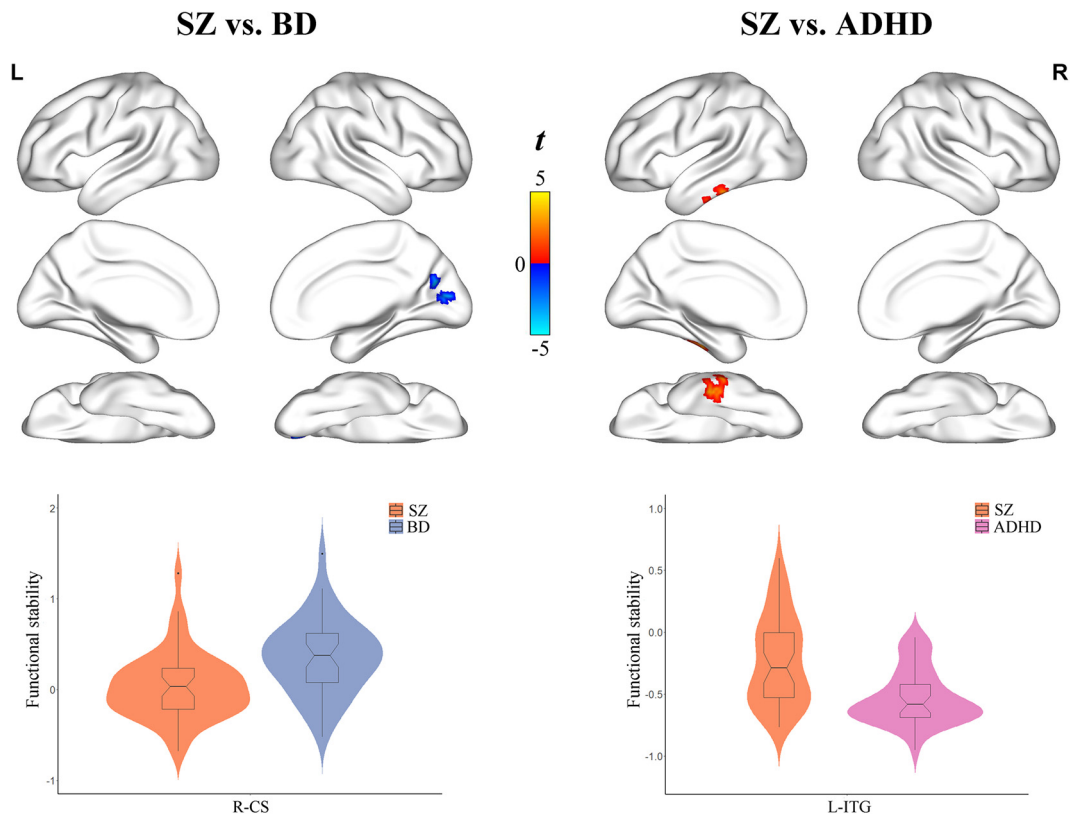 SZ vs. BD
SZ vs. ADHD
L
R
t
5
0
-5
2
1
0
-1
Functional stability
SZ
BD
R-CS
1.0
0.5
0.0
-0.5
-1.0
Functional stability
SZ
ADHD
L-ITG